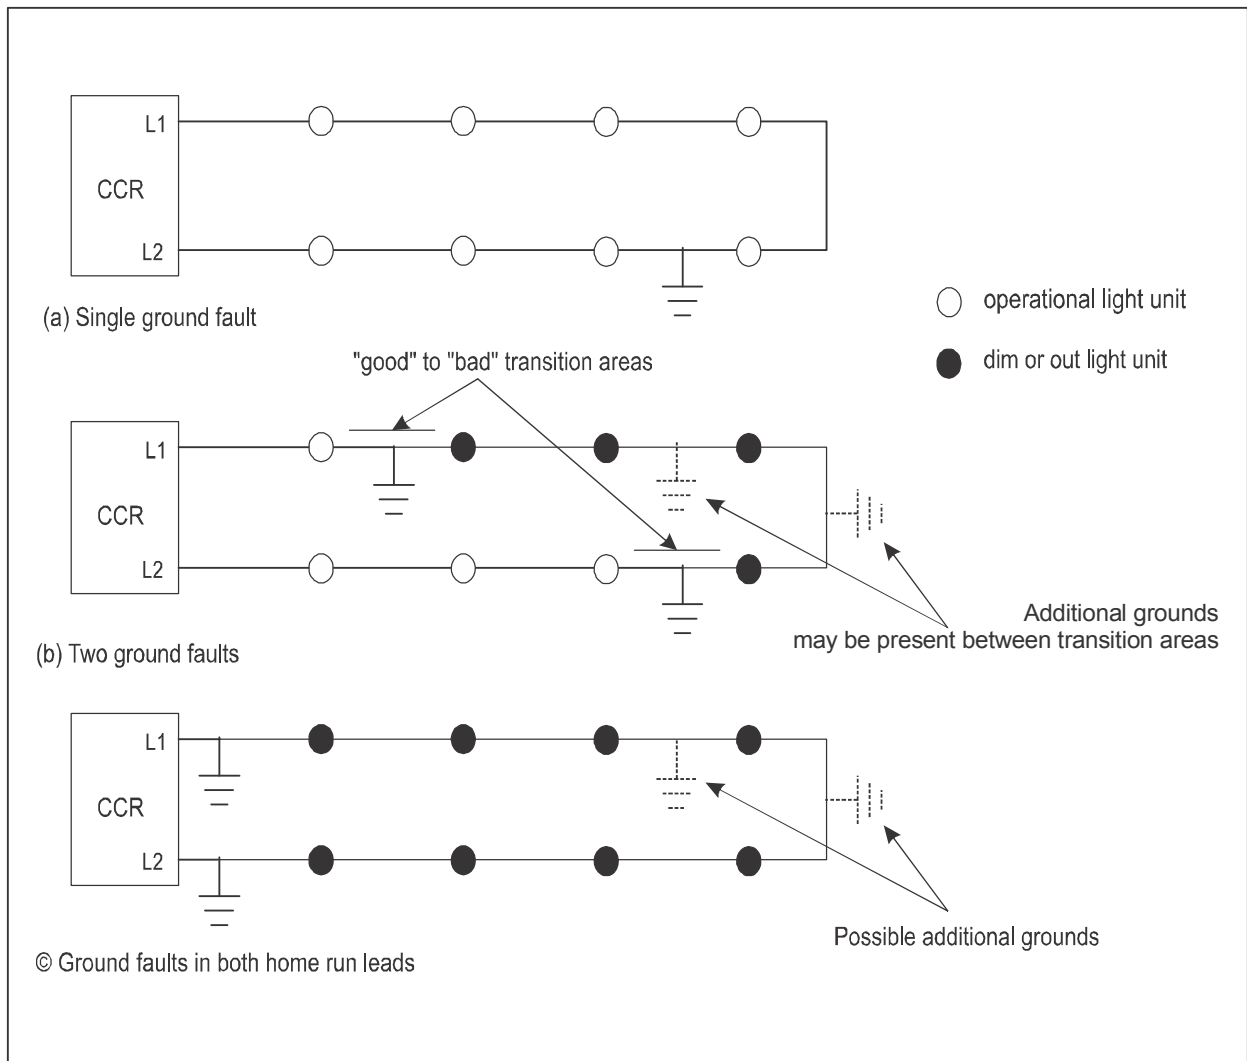 L1
CCR
L2
(a) Single ground fault
operational light unit
dim or out light unit
"good" to "bad" transition areas
L1
CCR
L2
Additional grounds
may be present between transition areas
(b) Two ground faults
L1
CCR
L2
Possible additional grounds
© Ground faults in both home run leads